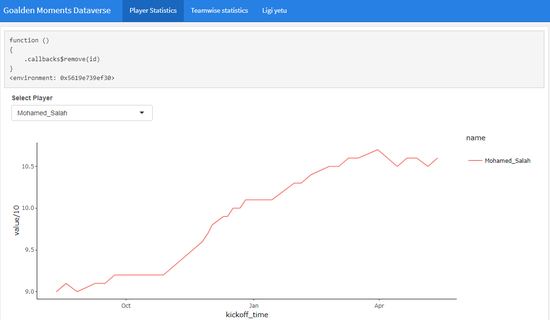 Goalden Moments Dataverse Player Statistics Teamwise statistics Ligi yetu
function ()
{
    .callbacks$remove(id)
}
<environment: 0x5619e739ef30>
Select Player
Mohamed_Salah
name
Mohamed_Salah
value/10
10.5
10.0
9.5
9.0
Oct Jan Apr
kickoff_time